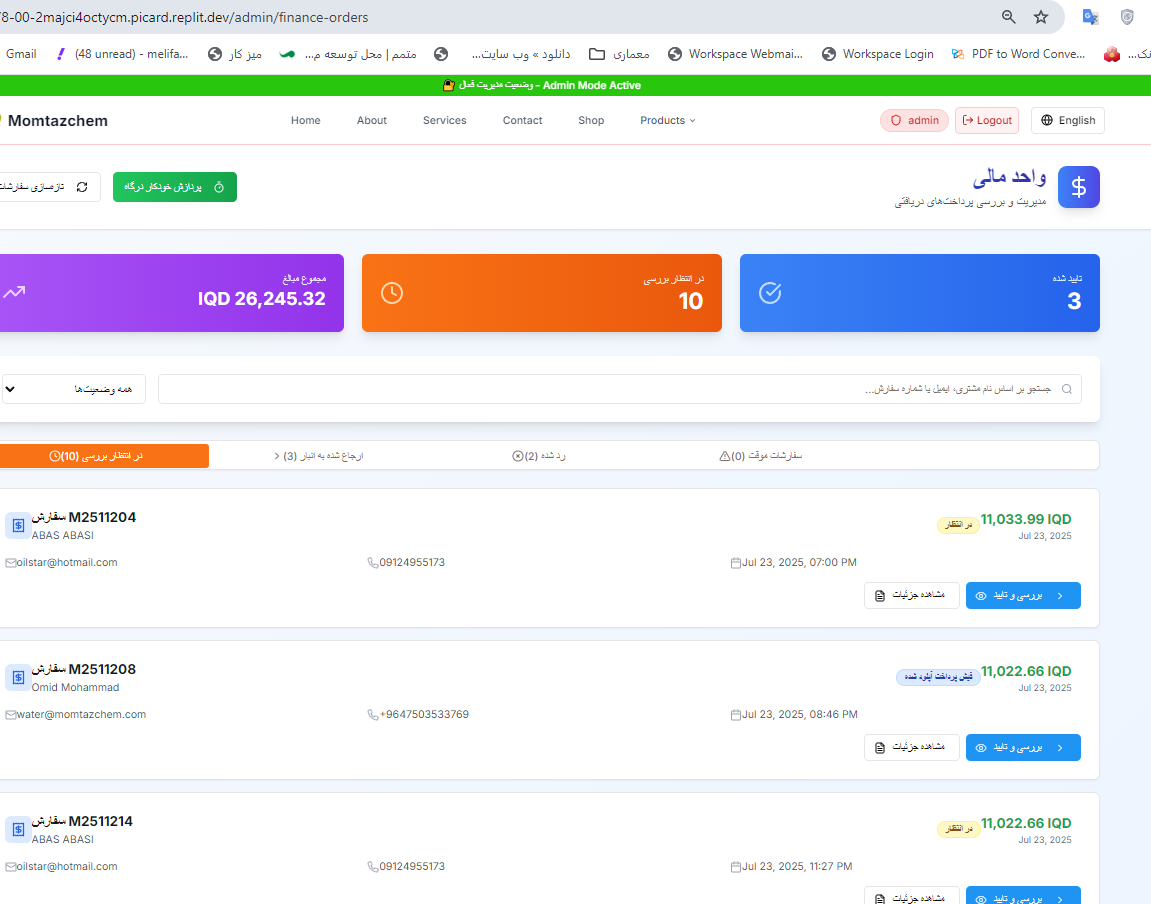 8-00-2majci4octycm.picard.replit.dev/admin/finance-orders
Gmail (48 unread) - melifa... میز کار متمم | محل توسعه م... دانلود » وب سایت... معماری Workspace Webmai... Workspace Login PDF to Word Conve... نک...
وضعیت مدیریت فعال - Admin Mode Active
Momtazchem Home About Services Contact Shop Products admin Logout English
واحد مالی
مدیریت و بررسی پرداخت‌های دریافتی
پردازش خودکار درگاه
تازه‌سازی سفارشات
تایید شده
3
در انتظار بررسی
10
مجموع مبالغ
IQD 26,245.32
جستجو بر اساس نام مشتری، ایمیل یا شماره سفارش...
همه وضعیت‌ها
سفارشات موقت (0)
رد شده (2)
ارجاع شده به انبار (3)
در انتظار بررسی (10)
سفارش M2511204
ABAS ABASI
در انتظار
11,033.99 IQD
Jul 23, 2025
oilstar@hotmail.com
09124955173
Jul 23, 2025, 07:00 PM
مشاهده جزئیات
بررسی و تایید
سفارش M2511208
Omid Mohammad
فیش پرداخت آپلود شده
11,022.66 IQD
Jul 23, 2025
water@momtazchem.com
+9647503533769
Jul 23, 2025, 08:46 PM
مشاهده جزئیات
بررسی و تایید
سفارش M2511214
ABAS ABASI
در انتظار
11,022.66 IQD
Jul 23, 2025
oilstar@hotmail.com
09124955173
Jul 23, 2025, 11:27 PM
مشاهده جزئیات
بررسی و تایید